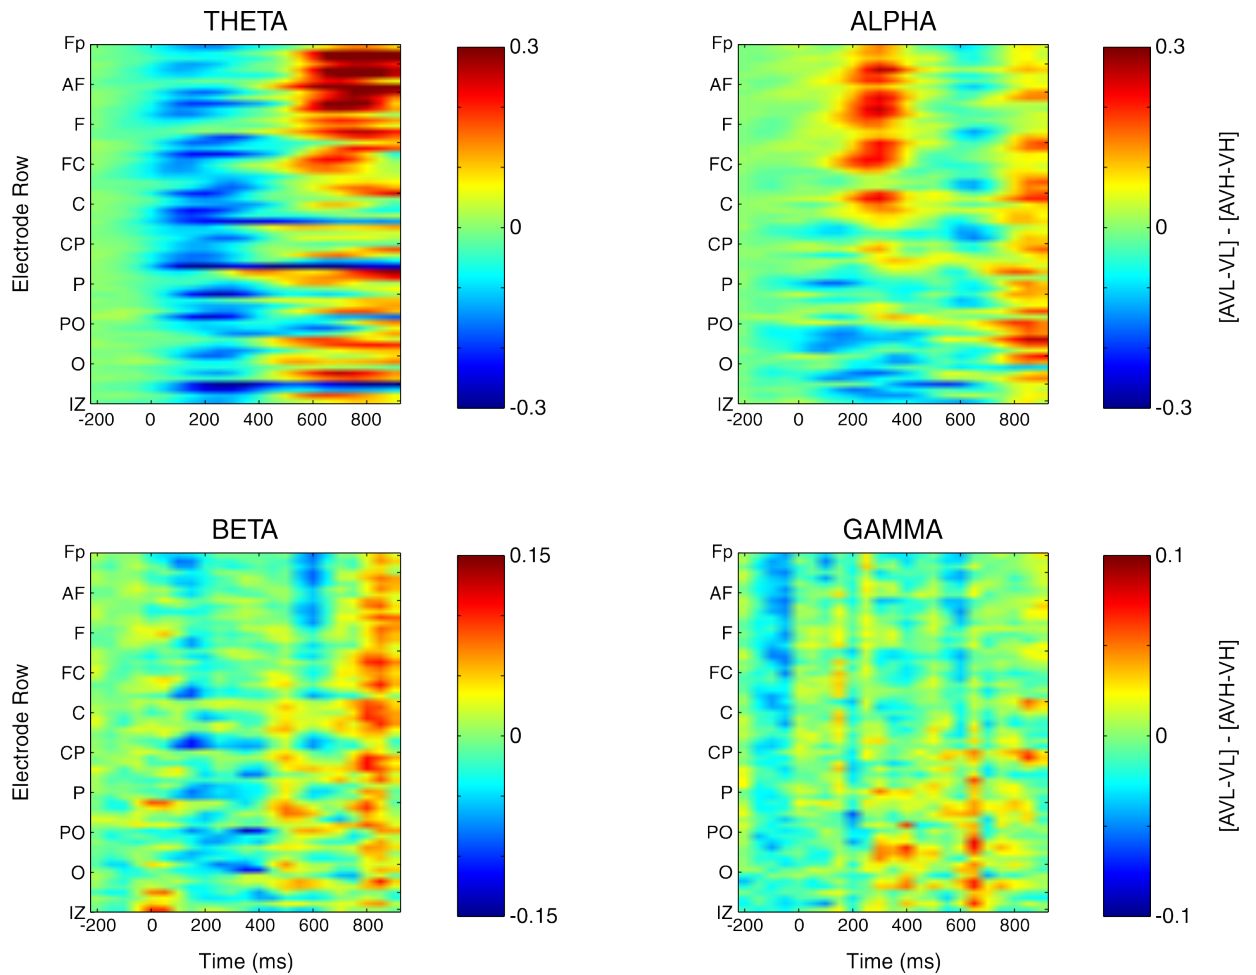 THETA
ALPHA
Fp
AF
F
FC
C
CP
P
PO
O
IZ
-200 0 200 400 600 800
Electrode Row
0.3
0
-0.3
Fp
AF
F
FC
C
CP
P
PO
O
IZ
-200 0 200 400 600 800
0.3
0
-0.3
[AVL-VL] - [AVH-VH]
BETA
GAMMA
Fp
AF
F
FC
C
CP
P
PO
O
IZ
-200 0 200 400 600 800
Electrode Row
Time (ms)
0.15
0
-0.15
Fp
AF
F
FC
C
CP
P
PO
O
IZ
-200 0 200 400 600 800
Time (ms)
0.1
0
-0.1
[AVL-VL] - [AVH-VH]